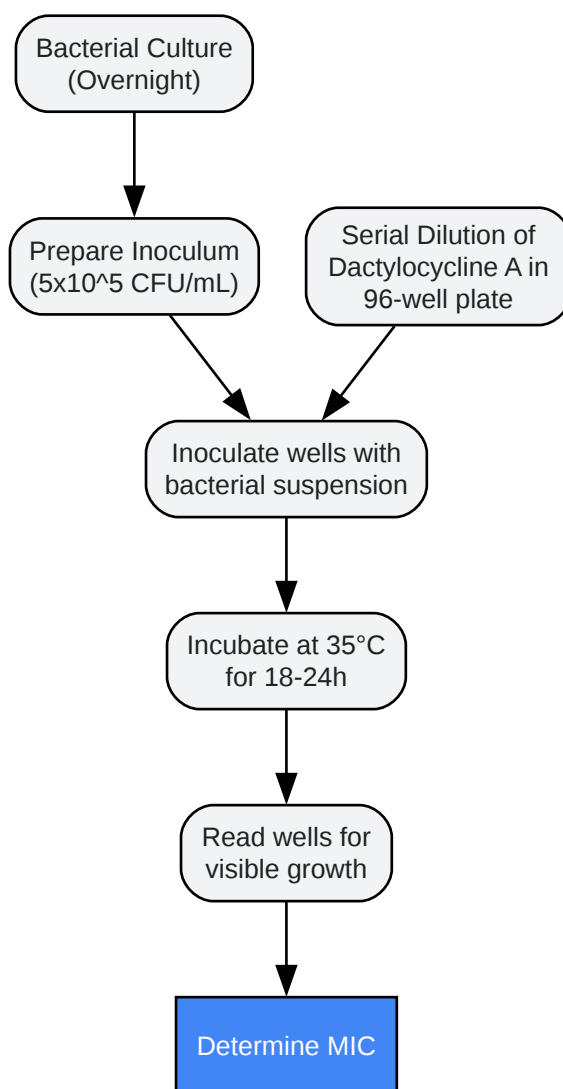 Bacterial Culture
(Overnight)
Prepare Inoculum
(5x10^5 CFU/mL)
Serial Dilution of
Dactylocycline A in
96-well plate
Inoculate wells with
bacterial suspension
Incubate at 35°C
for 18-24h
Read wells for
visible growth
Determine MIC